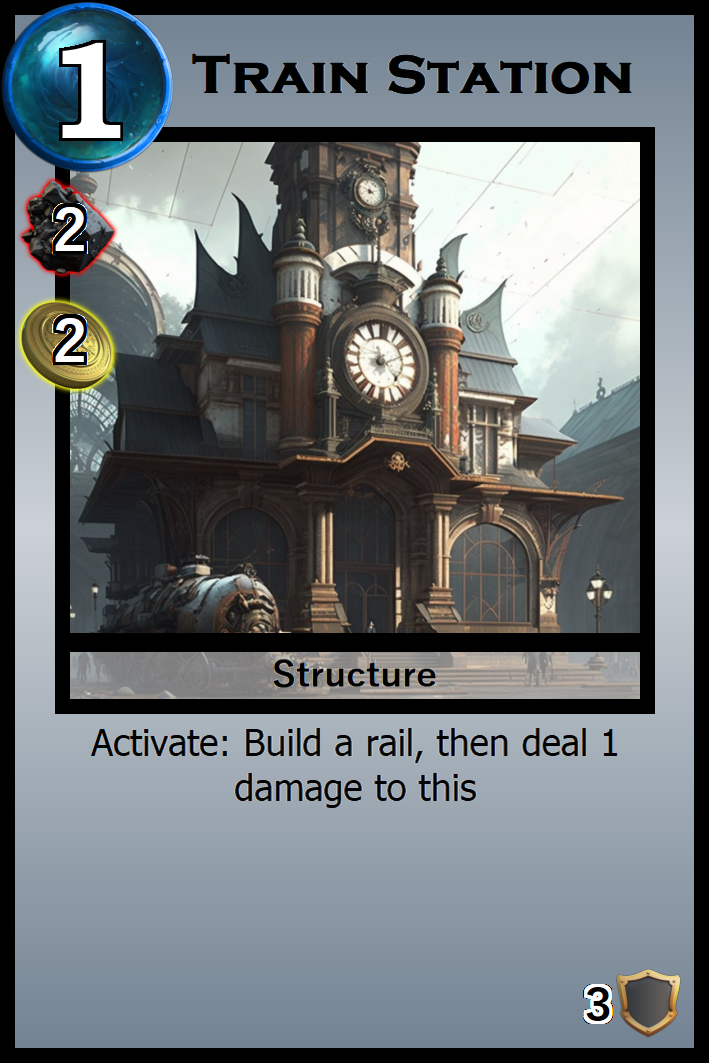 1
Train Station
2
2
Structure
Activate: Build a rail, then deal 1
damage to this
3